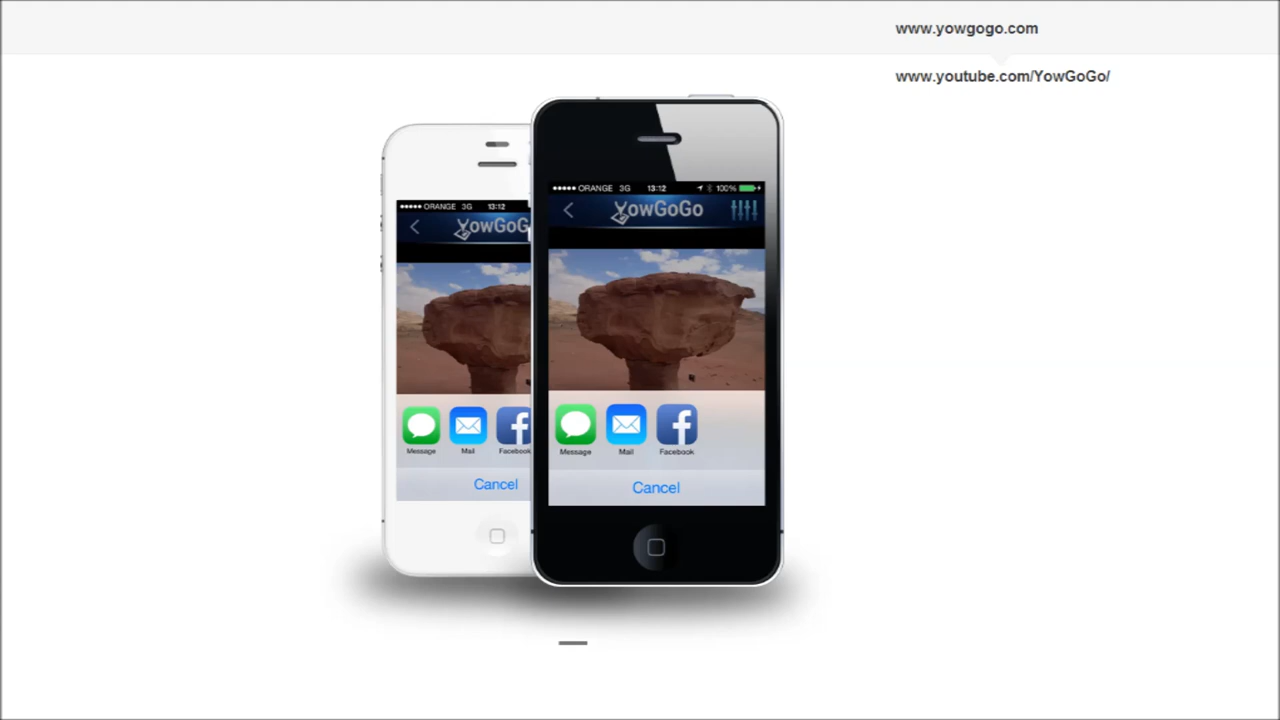 www.yowgogo.com
www.youtube.com/YowGoGo/
ORANGE 3G 13:12
YowGoG
Message Mail Facebook
Cancel
ORANGE 3G 13:12 100%
YowGoGo
Message Mail Facebook
Cancel